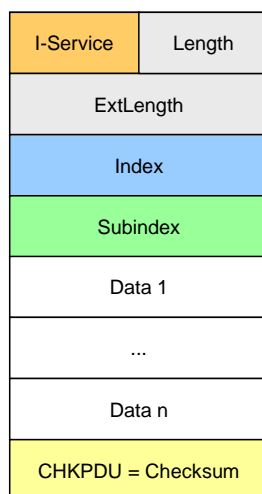 I-Service Length
ExtLength
Index
Subindex
Data 1
...
Data n
CHKPDU = Checksum